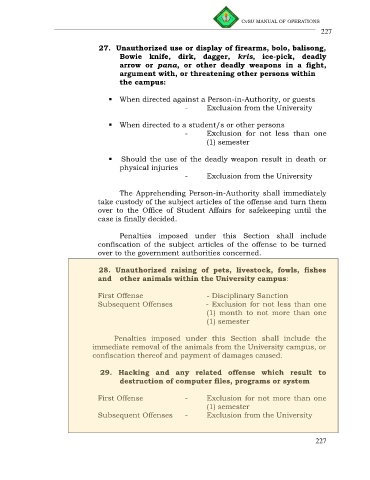 CvSU MANUAL OF OPERATIONS
227
27. Unauthorized use or display of firearms, bolo, balisong,
Bowie knife, dirk, dagger, kris, ice-pick, deadly
arrow or pana, or other deadly weapons in a fight,
argument with, or threatening other persons within
the campus:
▪ When directed against a Person-in-Authority, or guests
- Exclusion from the University
▪ When directed to a student/s or other persons
- Exclusion for not less than one
(1) semester
▪ Should the use of the deadly weapon result in death or
physical injuries
- Exclusion from the University
The Apprehending Person-in-Authority shall immediately
take custody of the subject articles of the offense and turn them
over to the Office of Student Affairs for safekeeping until the
case is finally decided.
Penalties imposed under this Section shall include
confiscation of the subject articles of the offense to be turned
over to the government authorities concerned.
28. Unauthorized raising of pets, livestock, fowls, fishes
and other animals within the University campus:
First Offense - Disciplinary Sanction
Subsequent Offenses - Exclusion for not less than one
(1) month to not more than one
(1) semester
Penalties imposed under this Section shall include the
immediate removal of the animals from the University campus, or
confiscation thereof and payment of damages caused.
29. Hacking and any related offense which result to
destruction of computer files, programs or system
First Offense - Exclusion for not more than one
(1) semester
Subsequent Offenses - Exclusion from the University
227